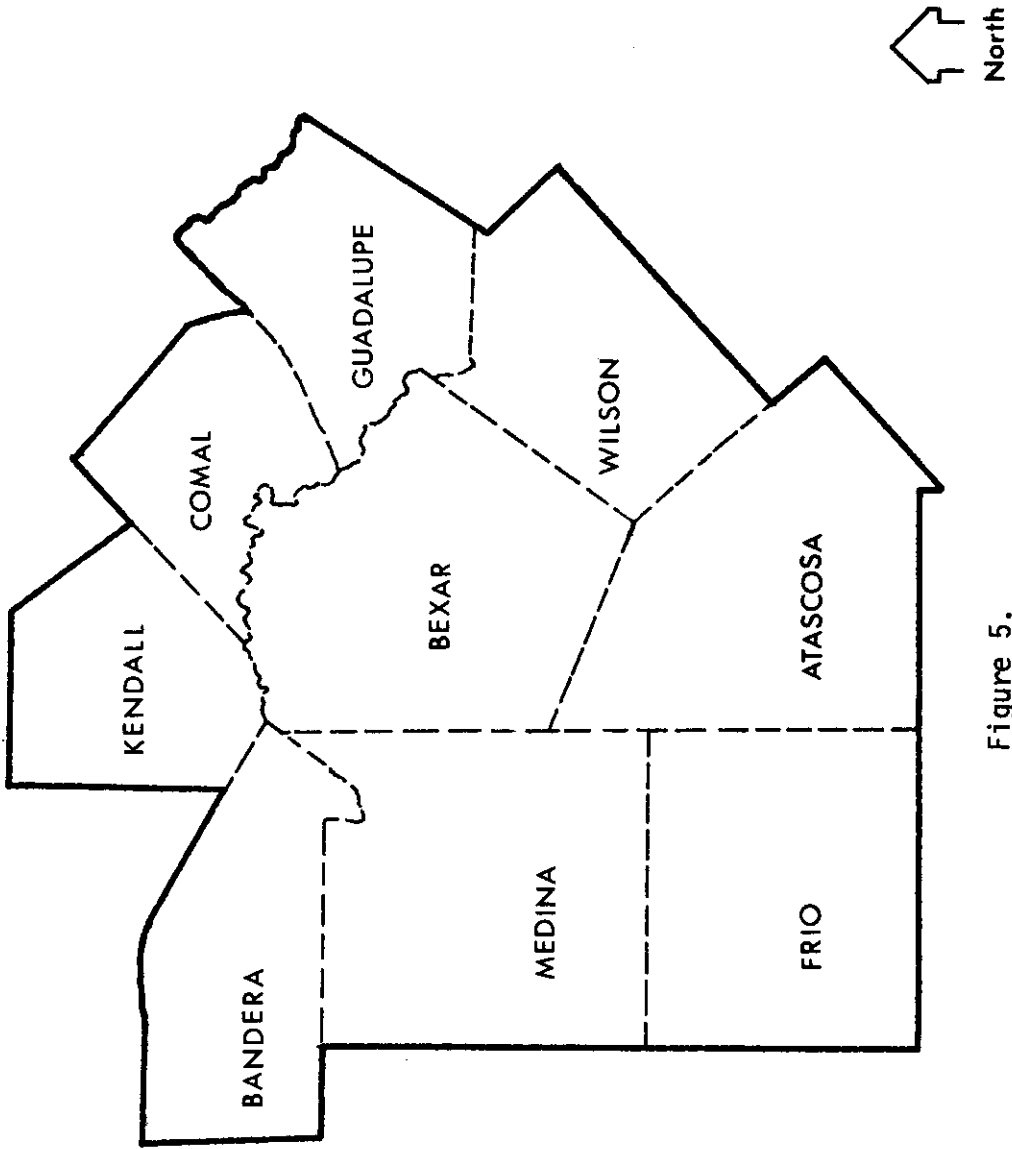 KENDALL
COMAL
BANDERA
GUADALUPE
BEXAR
MEDINA
WILSON
FRIO
ATASCOSA
North
Figure 5.